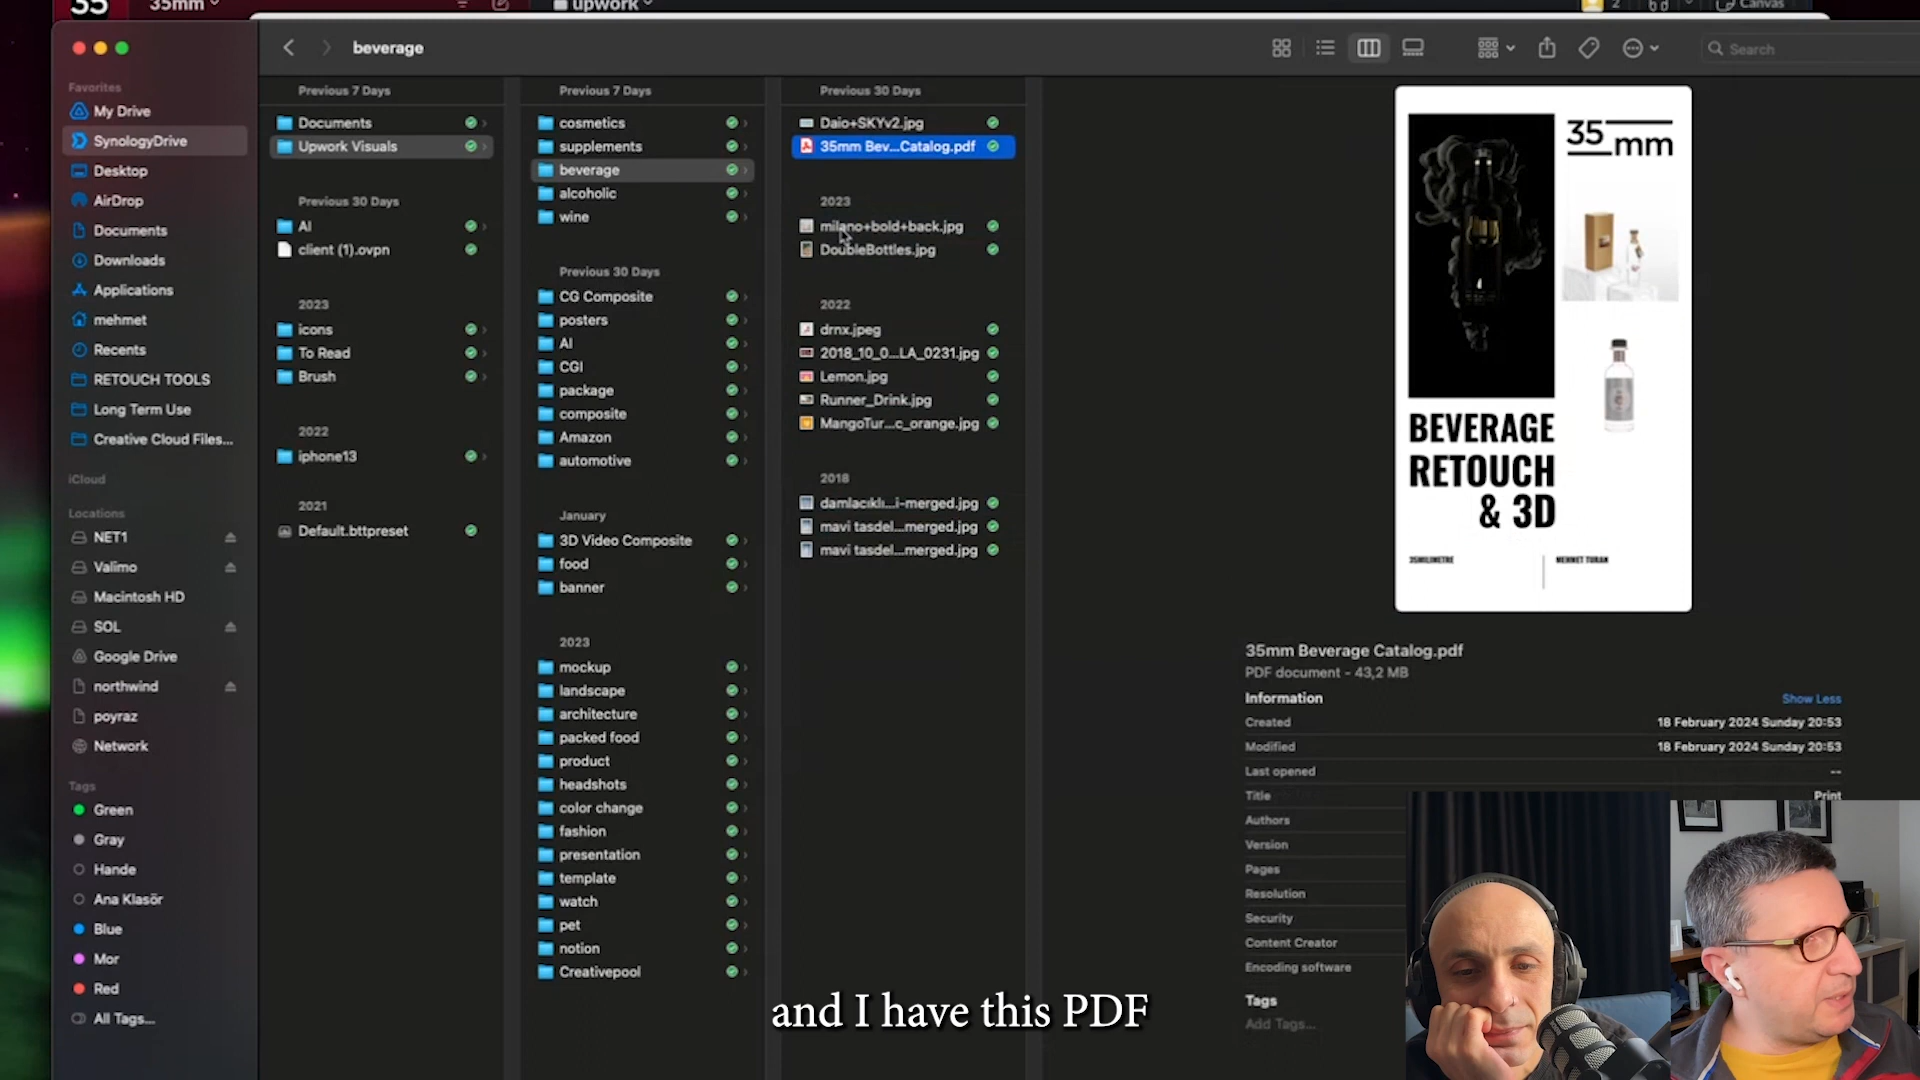 35
35mm
upwork
2
Canvas
beverage
Search
Favorites
My Drive
SynologyDrive
Desktop
AirDrop
Documents
Downloads
Applications
mehmet
Recents
RETOUCH TOOLS
Long Term Use
Creative Cloud Files...
iCloud
Locations
NET1
Valimo
Macintosh HD
SOL
Google Drive
northwind
poyraz
Network
Tags
Green
Gray
Hande
Ana Klasör
Blue
Mor
Red
All Tags...
Previous 7 Days
Documents
Upwork Visuals
Previous 30 Days
AI
client (1).ovpn
2023
icons
To Read
Brush
2022
iphone13
2021
Default.bttpreset
Previous 7 Days
cosmetics
supplements
beverage
alcoholic
wine
Previous 30 Days
CG Composite
posters
AI
CGI
package
composite
Amazon
automotive
January
3D Video Composite
food
banner
2023
mockup
landscape
architecture
packed food
product
headshots
color change
fashion
presentation
template
watch
pet
notion
Creativepool
Previous 30 Days
Daio+SKYv2.jpg
35mm Bev...Catalog.pdf
2023
milano+bold+back.jpg
DoubleBottles.jpg
2022
drnx.jpeg
2018_10_0...LA_0231.jpg
Lemon.jpg
Runner_Drink.jpg
MangoTur...c_orange.jpg
2018
damlacıklı...i-merged.jpg
mavi tasdel...merged.jpg
mavi tasdel...merged.jpg
35mm
BEVERAGE
RETOUCH
& 3D
35MILIMETRE
MEHMET TURAN
35mm Beverage Catalog.pdf
PDF document - 43,2 MB
Information
Show Less
Created
18 February 2024 Sunday 20:53
Modified
18 February 2024 Sunday 20:53
Last opened
--
Title
Print
Authors
Version
Pages
Resolution
Security
Content Creator
Encoding software
Tags
Add Tags...
and I have this PDF